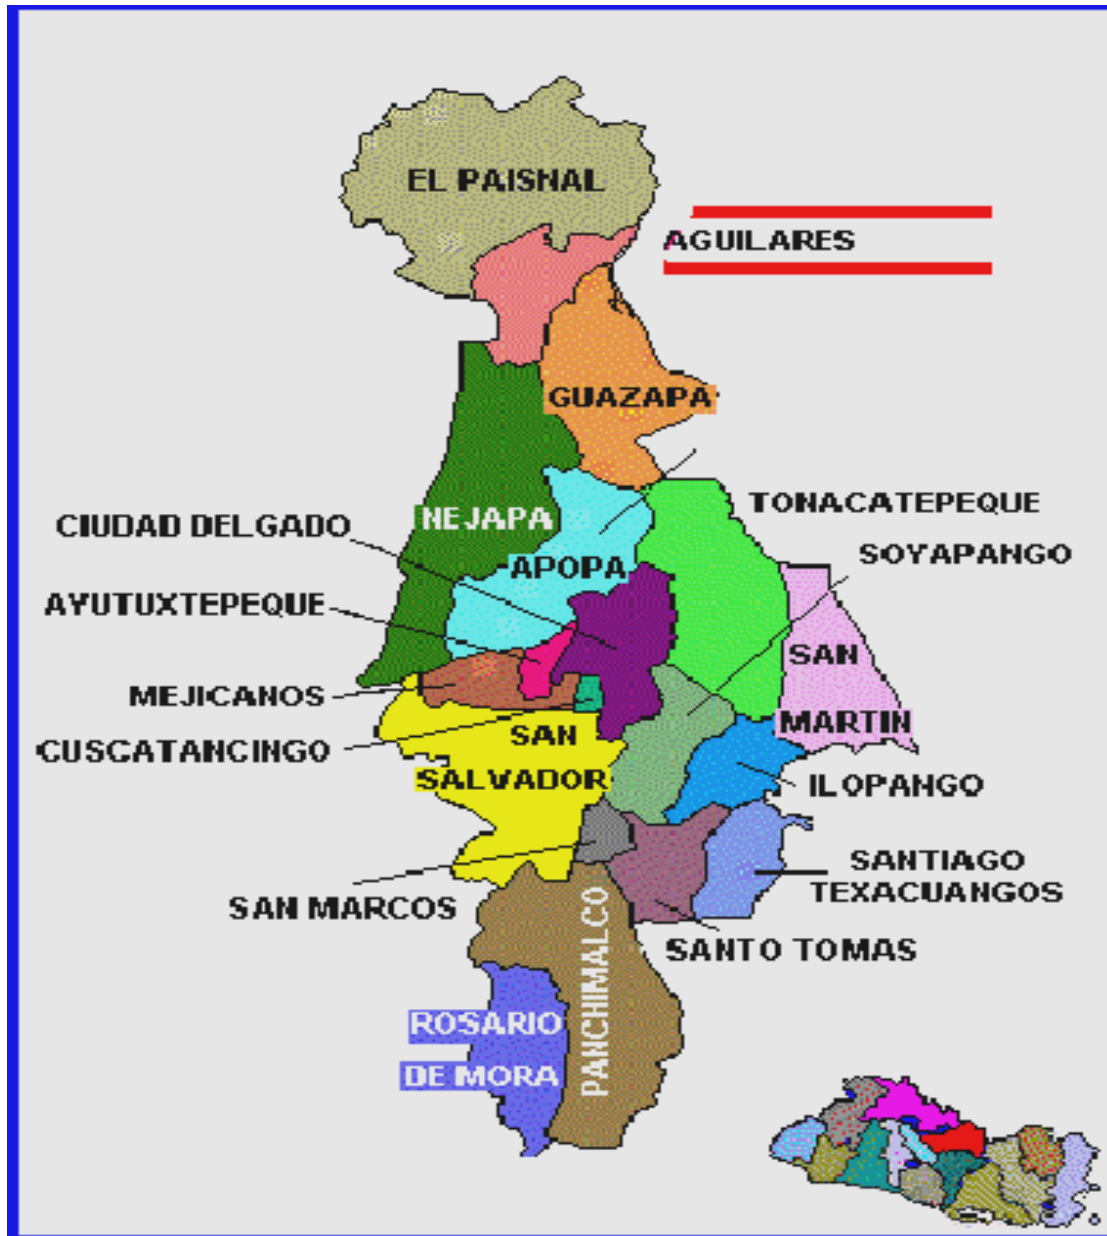 EL PAISNAL
AGUILARES
GUAZAPA
TONACATEPEQUE
NEJAPA
CIUDAD DELGADO
SOYAPANGO
APOPA
AYUTUXTEPEQUE
SAN
MARTIN
MEJICANOS
CUSCATANCINGO
SAN
SALVADOR
ILOPANGO
SANTIAGO
TEXACUANGOS
SAN MARCOS
SANTO TOMAS
PANCHIMALCO
ROSARIO
DE MORA